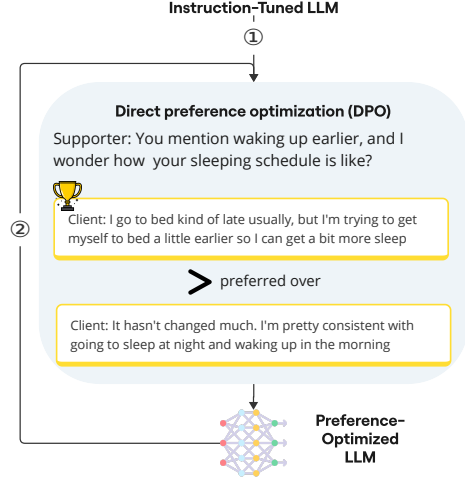 Instruction-Tuned LLM
①
Direct preference optimization (DPO)
Supporter: You mention waking up earlier, and I
wonder how your sleeping schedule is like?
Client: I go to bed kind of late usually, but I'm trying to get
myself to bed a little earlier so I can get a bit more sleep
②
> preferred over
Client: It hasn't changed much. I'm pretty consistent with
going to sleep at night and waking up in the morning
Preference-
Optimized
LLM